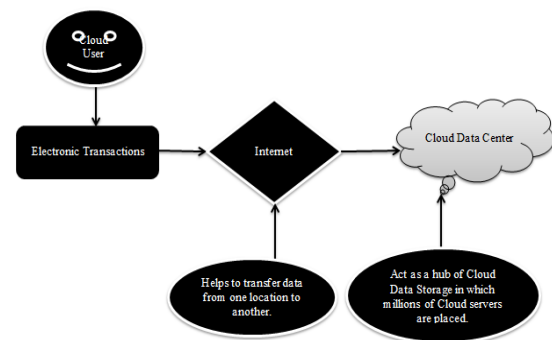 Cloud
User
Electronic Transactions
Internet
Cloud Data Center
Helps to transfer data
from one location to
another.
Act as a hub of Cloud
Data Storage in which
millions of Cloud servers
are placed.